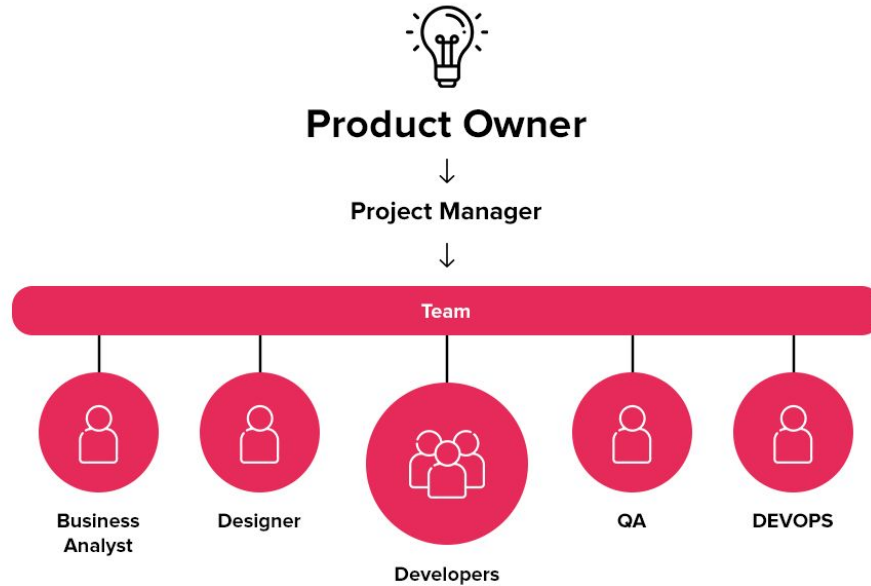 Product Owner
Project Manager
Team
Business
Analyst
Designer
Developers
QA
DEVOPS